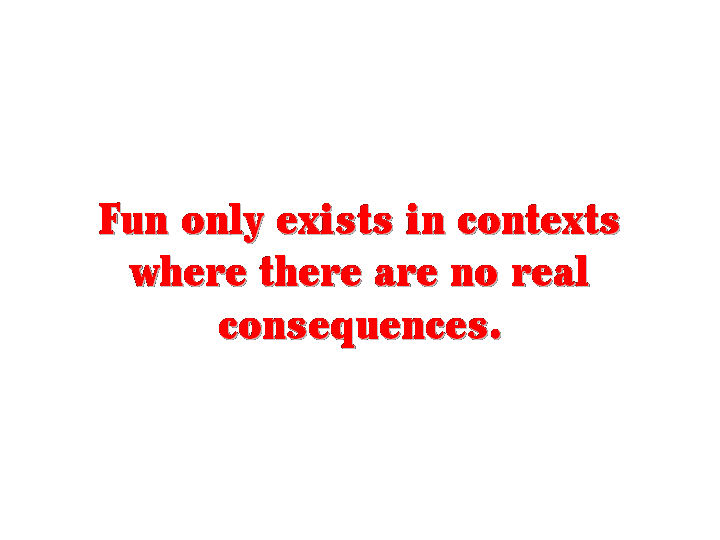 Fun only exists in contexts
where there are no real
consequences.